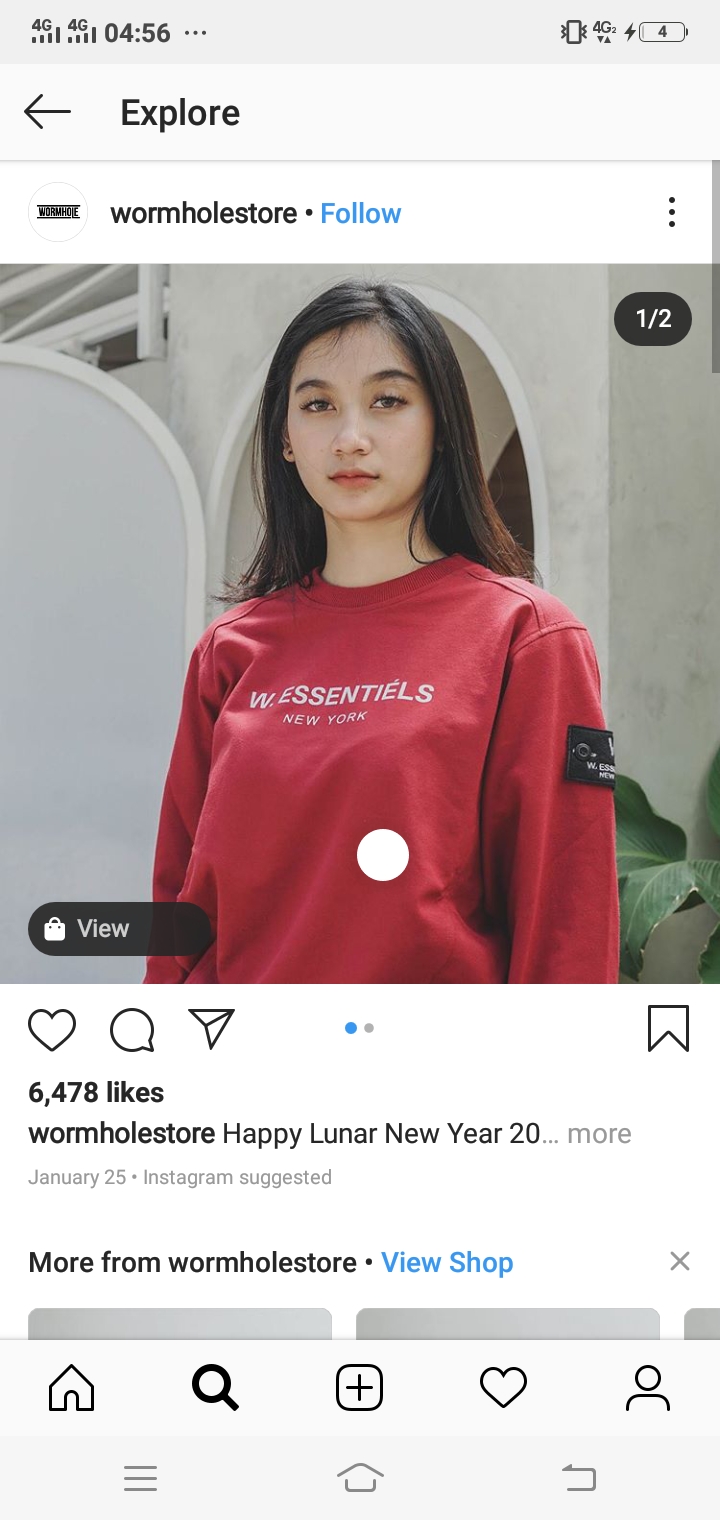 4G 4G 04:56 ... 4G2 4
Explore
WORMHOLE
wormholestore • Follow
1/2
W. ESSENTIÉLS
NEW YORK
W. ESS
NEW
View
6,478 likes
wormholestore Happy Lunar New Year 20... more
January 25 • Instagram suggested
More from wormholestore • View Shop